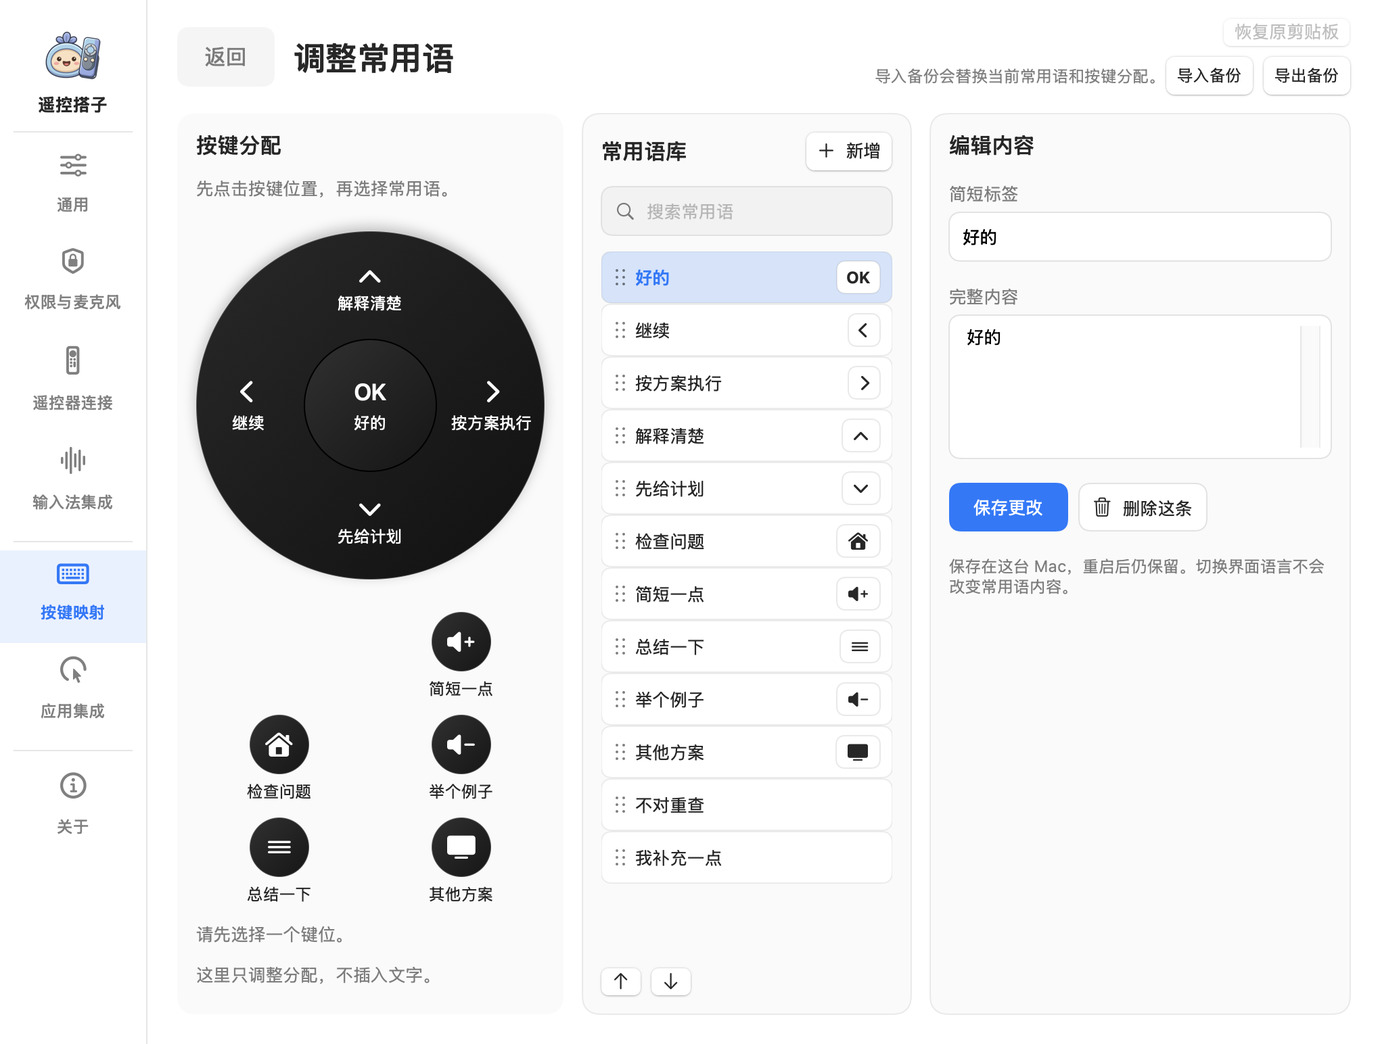 遥控搭子
通用
权限与麦克风
遥控器连接
输入法集成
按键映射
应用集成
关于
返回
调整常用语
恢复原剪贴板
导入备份会替换当前常用语和按键分配。
导入备份
导出备份
按键分配
先点击按键位置，再选择常用语。
解释清楚
继续
OK
好的
按方案执行
先给计划
简短一点
检查问题
举个例子
总结一下
其他方案
请先选择一个键位。
这里只调整分配，不插入文字。
常用语库
新增
搜索常用语
好的 OK
继续
按方案执行
解释清楚
先给计划
检查问题
简短一点
总结一下
举个例子
其他方案
不对重查
我补充一点
编辑内容
简短标签
好的
完整内容
好的
保存更改
删除这条
保存在这台 Mac，重启后仍保留。切换界面语言不会
改变常用语内容。